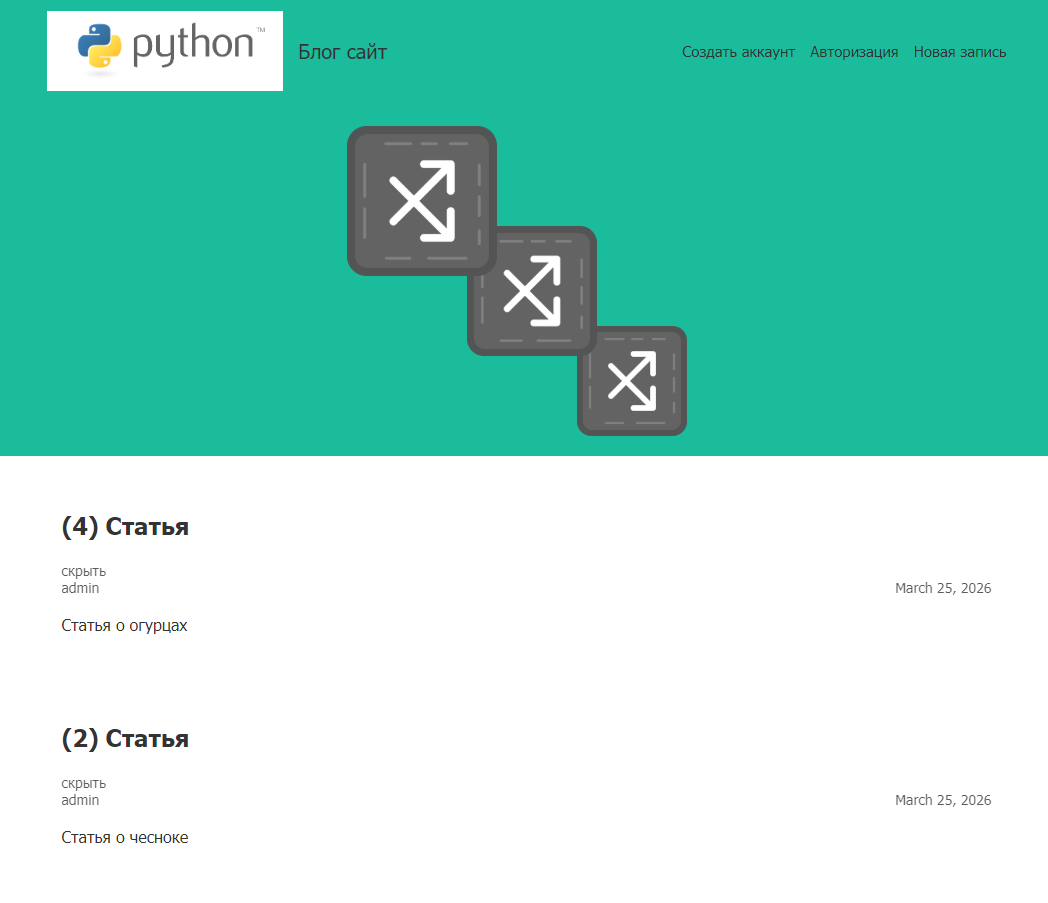 python™
Блог сайт
Создать аккаунт Авторизация Новая запись
(4) Статья
скрыть
admin March 25, 2026
Статья о огурцах
(2) Статья
скрыть
admin March 25, 2026
Статья о чесноке